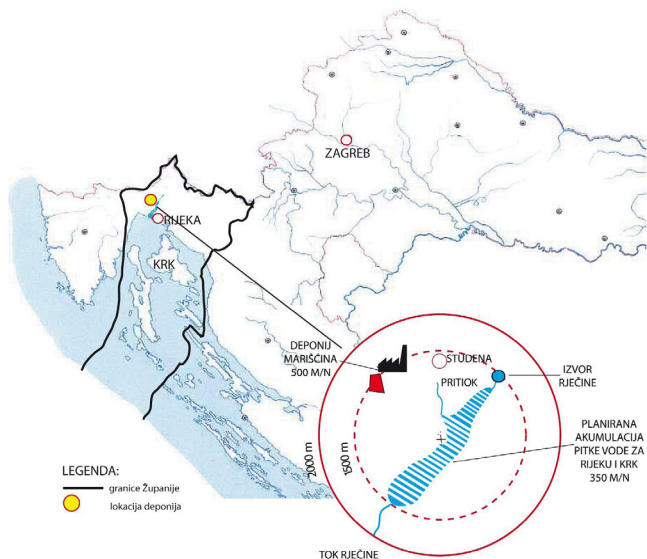 ZAGREB
RIJEKA
KRK
DEPONIJ
MARIŠĆINA
500 M/N
STUDENA
PRITIOK
IZVOR
RJEČINE
PLANIRANA
AKUMULACIJA
PITKE VODE ZA
RIJEKU I KRK
350 M/N
2000 m
1500 m
LEGENDA:
granice Županije
lokacija deponija
TOK RJEČINE